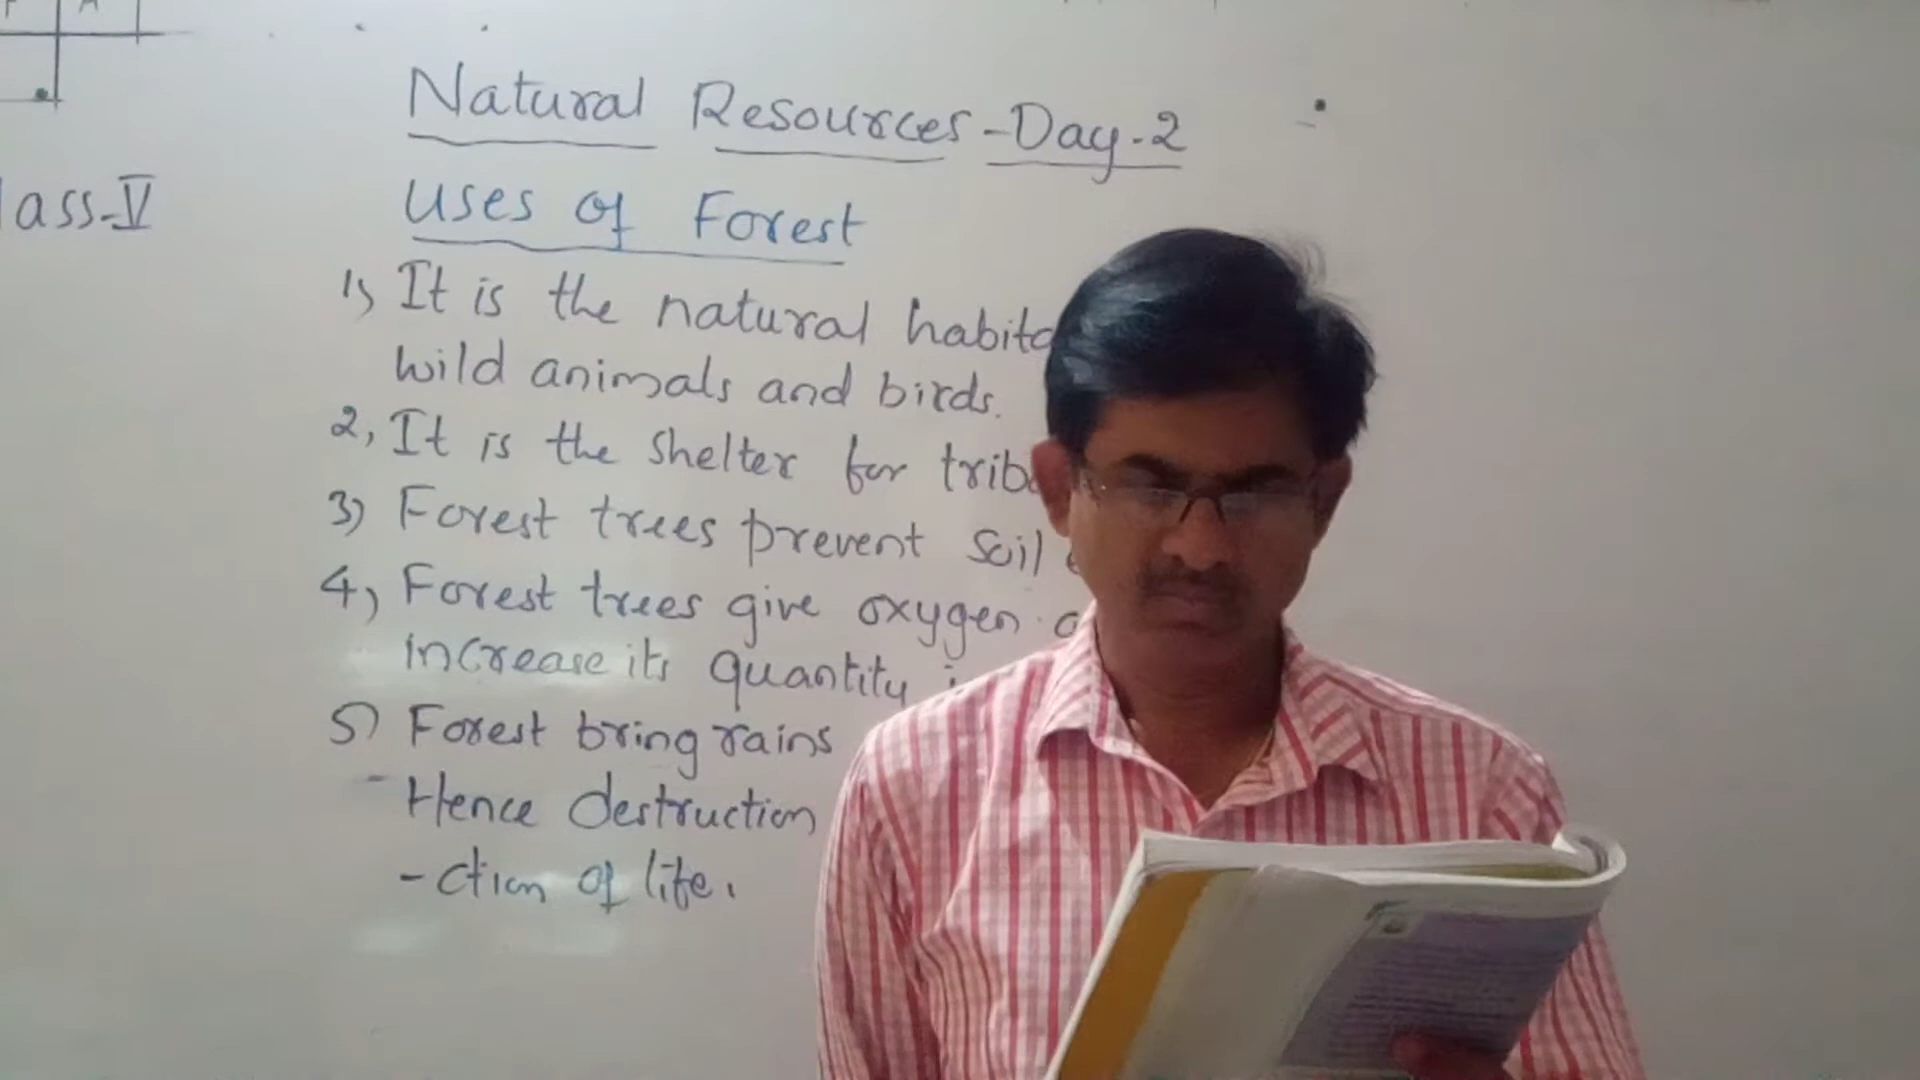 Natural Resources-Day-2
lass-V
Uses of Forest
1) It is the natural habita
wild animals and birds.
2, It is the shelter for trib
3) Forest trees prevent soil
4) Forest trees give oxygen
increase its quantity
5) Forest bring rains
Hence destruction
-ction of life.